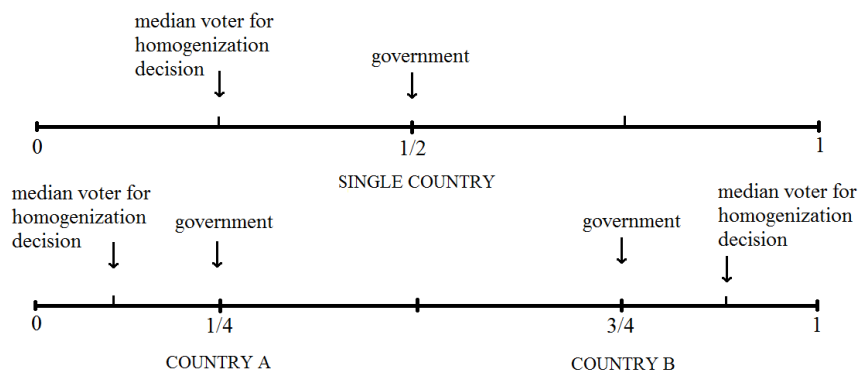 median voter for
homogenization
decision
government
0
1/2
1
SINGLE COUNTRY
median voter for
homogenization
decision
government
government
median voter for
homogenization
decision
0
1/4
3/4
1
COUNTRY A
COUNTRY B